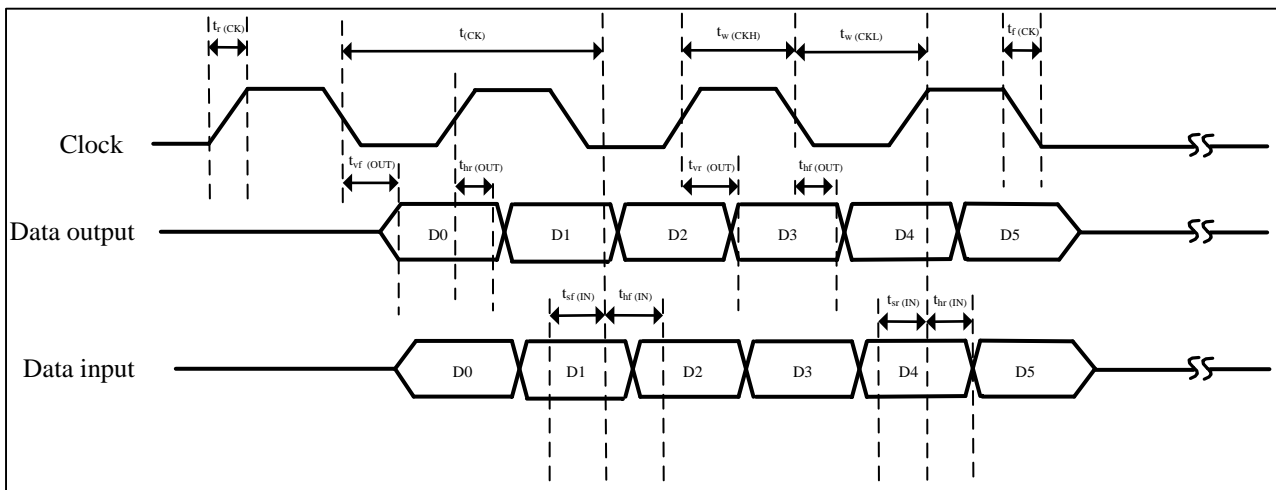 tr (CK)
t(CK)
tw (CKH)
tw (CKL)
tf (CK)
Clock
tvf (OUT)
thr (OUT)
tvr (OUT)
thf (OUT)
Data output
D0
D1
D2
D3
D4
D5
tsf (IN)
thf (IN)
tsr (IN)
thr (IN)
Data input
D0
D1
D2
D3
D4
D5